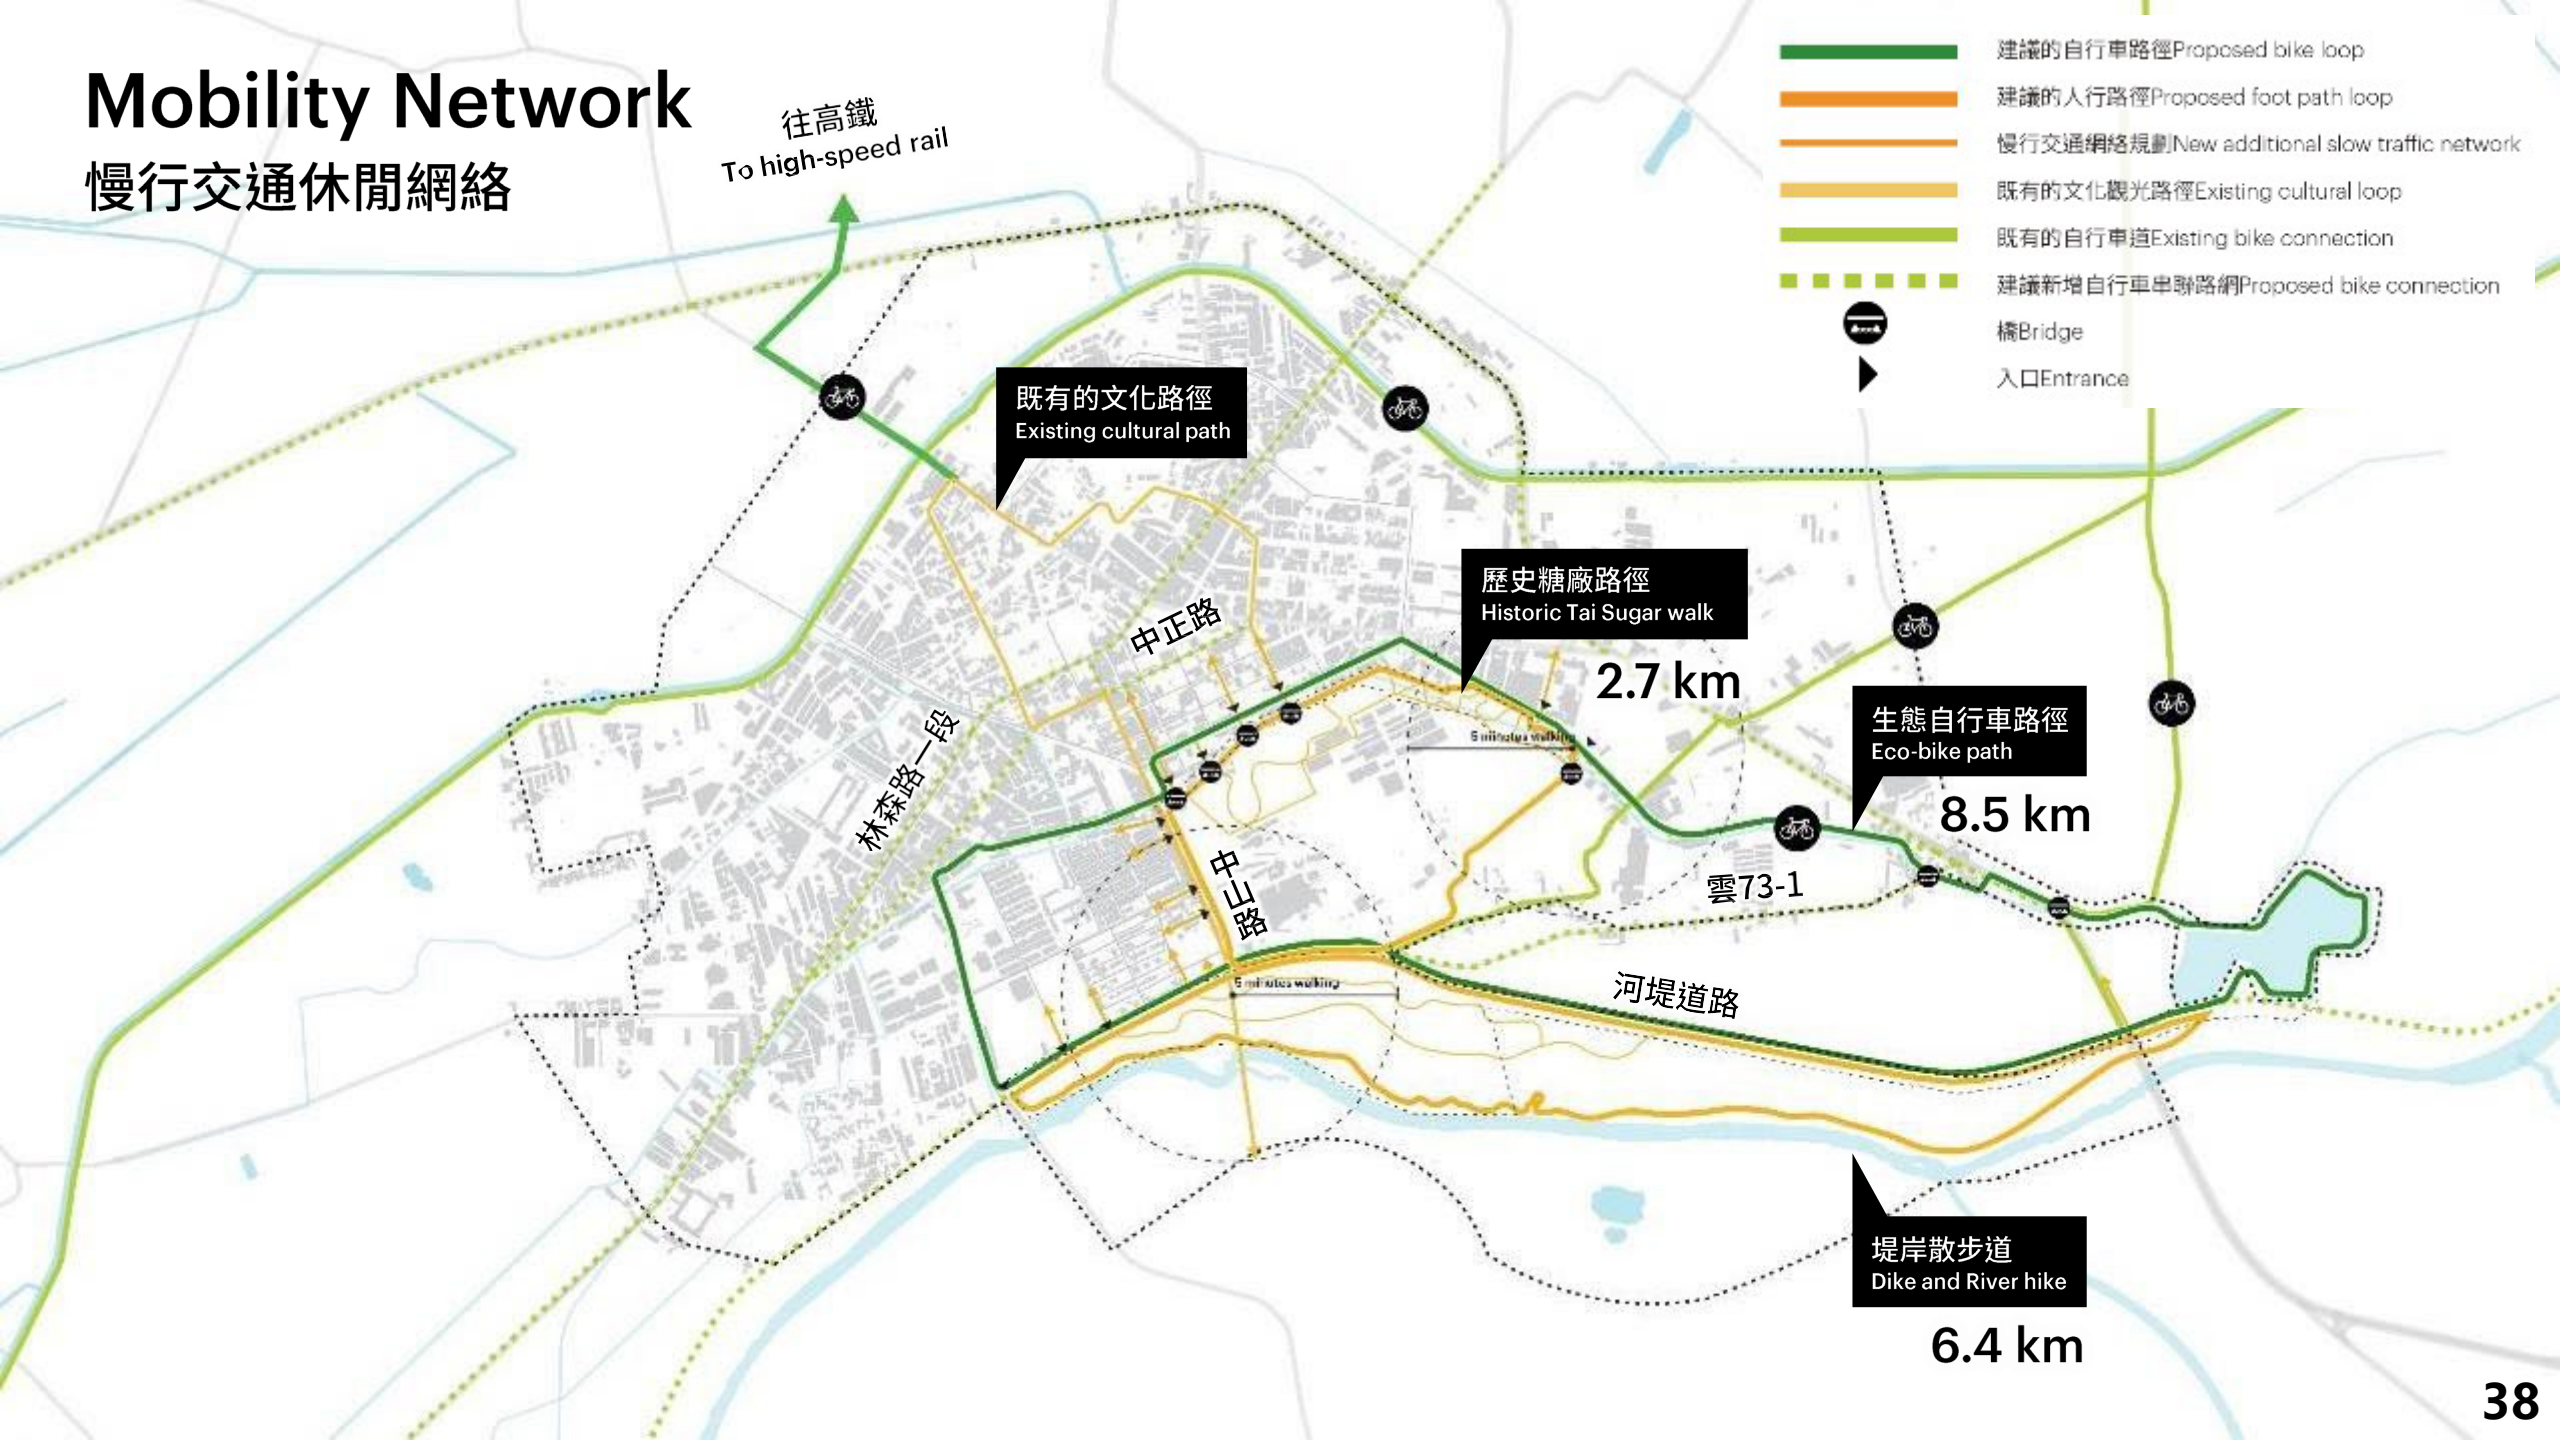 Mobility Network
慢行交通休閒網絡
往高鐵
To high-speed rail
建議的自行車路徑Proposed bike loop
建議的人行路徑Proposed foot path loop
慢行交通網絡規劃New additional slow traffic network
既有的文化觀光路徑Existing cultural loop
既有的自行車道Existing bike connection
建議新增自行車串聯路網Proposed bike connection
橋Bridge
入口Entrance
既有的文化路徑
Existing cultural path
歷史糖廠路徑
Historic Tai Sugar walk
2.7 km
中正路
林森路一段
5 minutes walking
生態自行車路徑
Eco-bike path
8.5 km
中山路
雲73-1
5 minutes walking
河堤道路
堤岸散步道
Dike and River hike
6.4 km
38